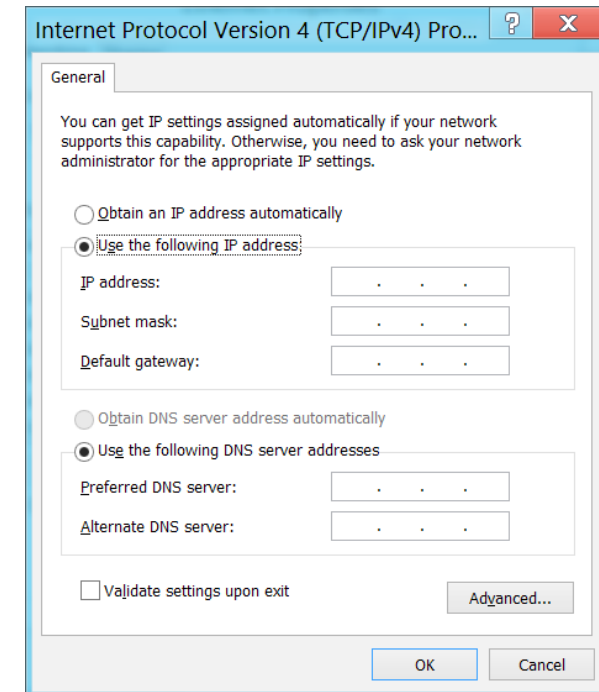 Internet Protocol Version 4 (TCP/IPv4) Pro...
?
X
General
You can get IP settings assigned automatically if your network
supports this capability. Otherwise, you need to ask your network
administrator for the appropriate IP settings.
Obtain an IP address automatically
Use the following IP address:
IP address:
. . .
Subnet mask:
. . .
Default gateway:
. . .
Obtain DNS server address automatically
Use the following DNS server addresses
Preferred DNS server:
. . .
Alternate DNS server:
. . .
Validate settings upon exit
Advanced...
OK
Cancel